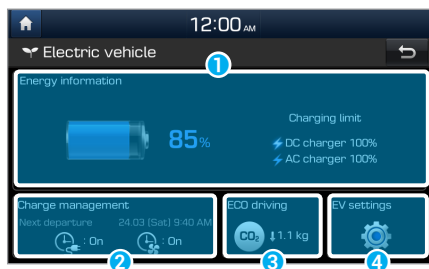 12:00 AM
Electric vehicle
1
Energy information
85%
Charging limit
DC charger 100%
AC charger 100%
Charge management
Next departure 24.03 (Sat) 9:40 AM
: On : On
ECO driving
CO₂ 1.1 kg
EV settings
2 3 4